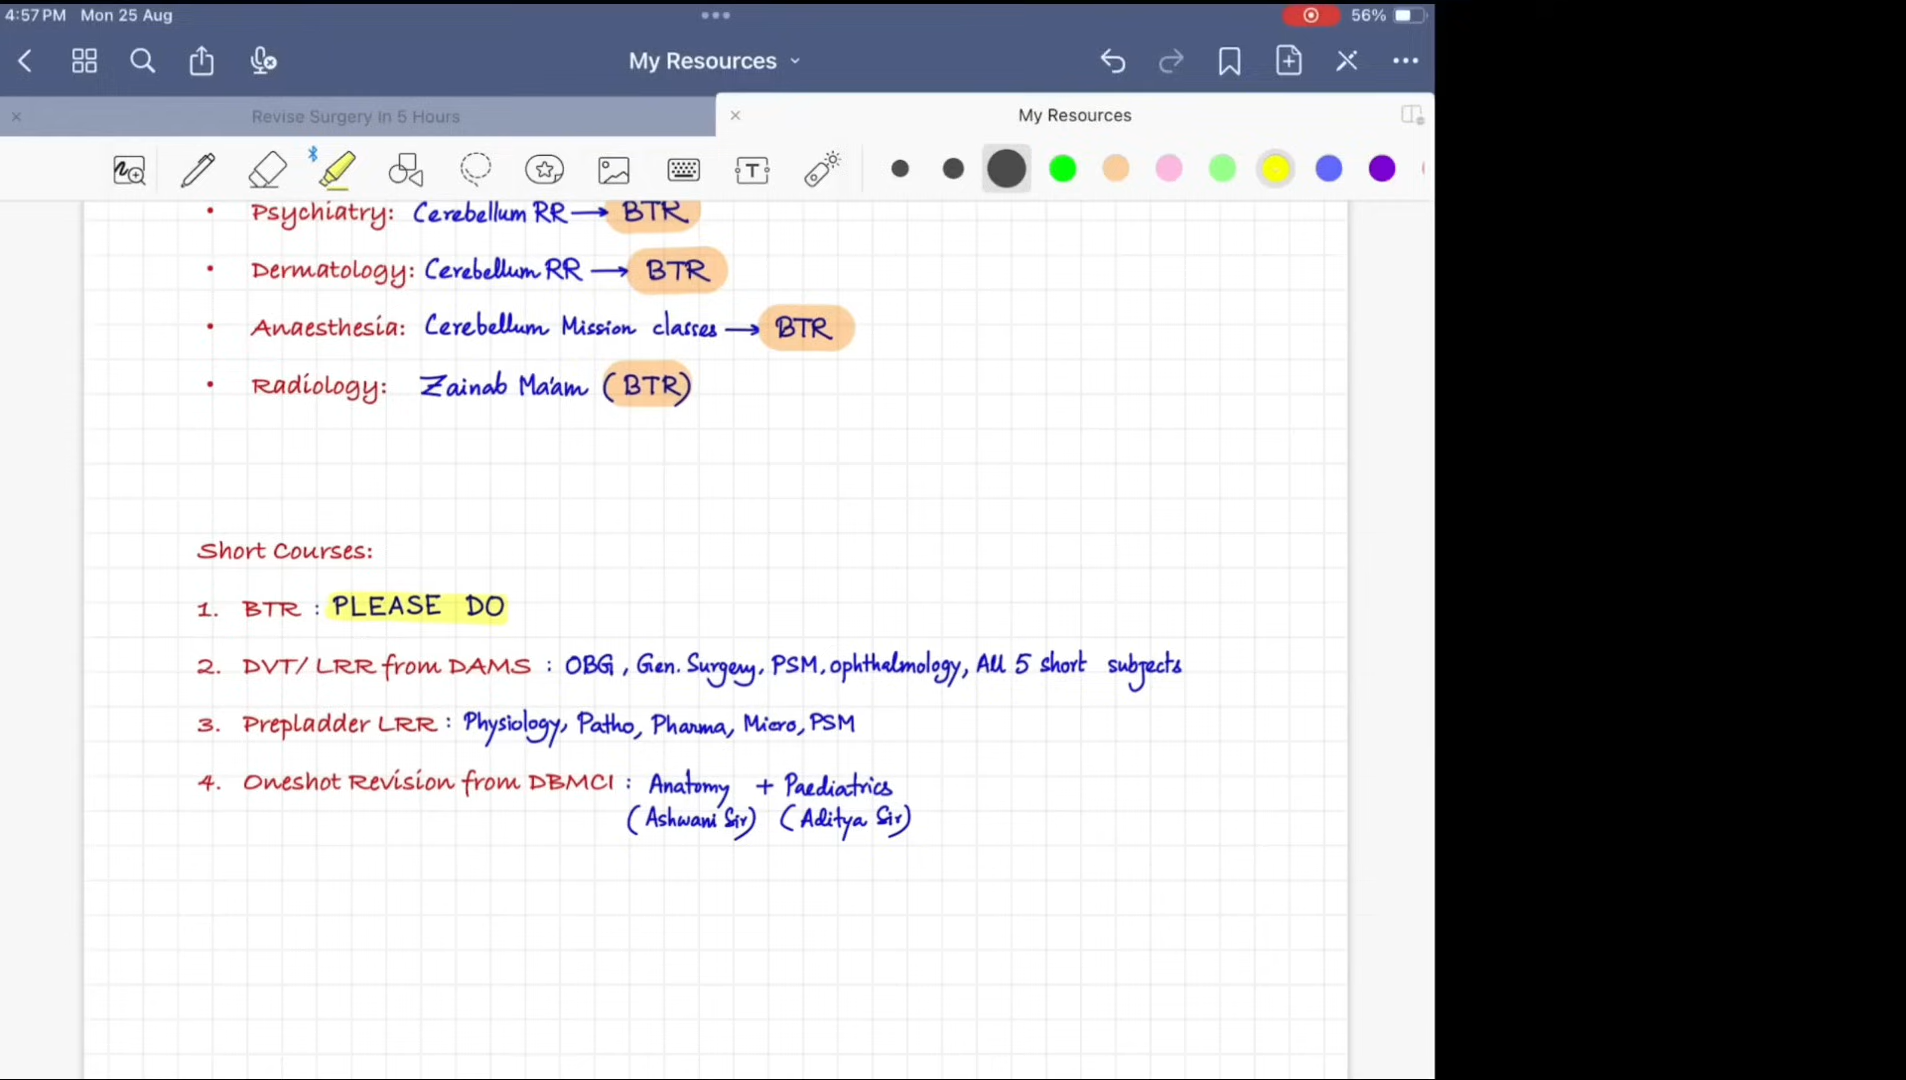 4:57 PM Mon 25 Aug
56%
My Resources
Revise Surgery In 5 Hours
My Resources
• Psychiatry: Cerebellum RR → BTR
• Dermatology: Cerebellum RR → BTR
• Anaesthesia: Cerebellum Mission classes → BTR
• Radiology: Zainab Ma'am (BTR)
Short Courses:
1. BTR : PLEASE DO
2. DVT/ LRR from DAMS : OBG, Gen. Surgery, PSM, ophthalmology, All 5 short subjects
3. Prepladder LRR : Physiology, Patho, Pharma, Micro, PSM
4. Oneshot Revision from DBMCI : Anatomy + Paediatrics
(Ashwani Sir) (Aditya Sir)